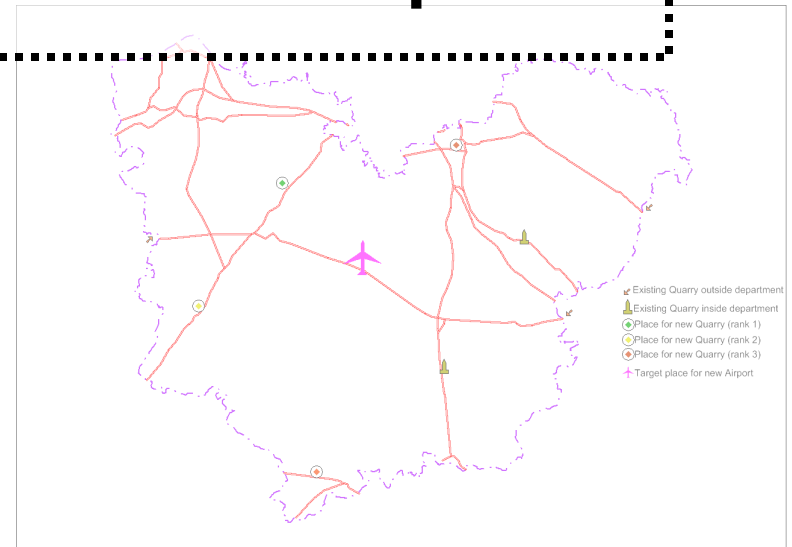 Existing Quarry outside department
Existing Quarry inside department
Place for new Quarry (rank 1)
Place for new Quarry (rank 2)
Place for new Quarry (rank 3)
Target place for new Airport